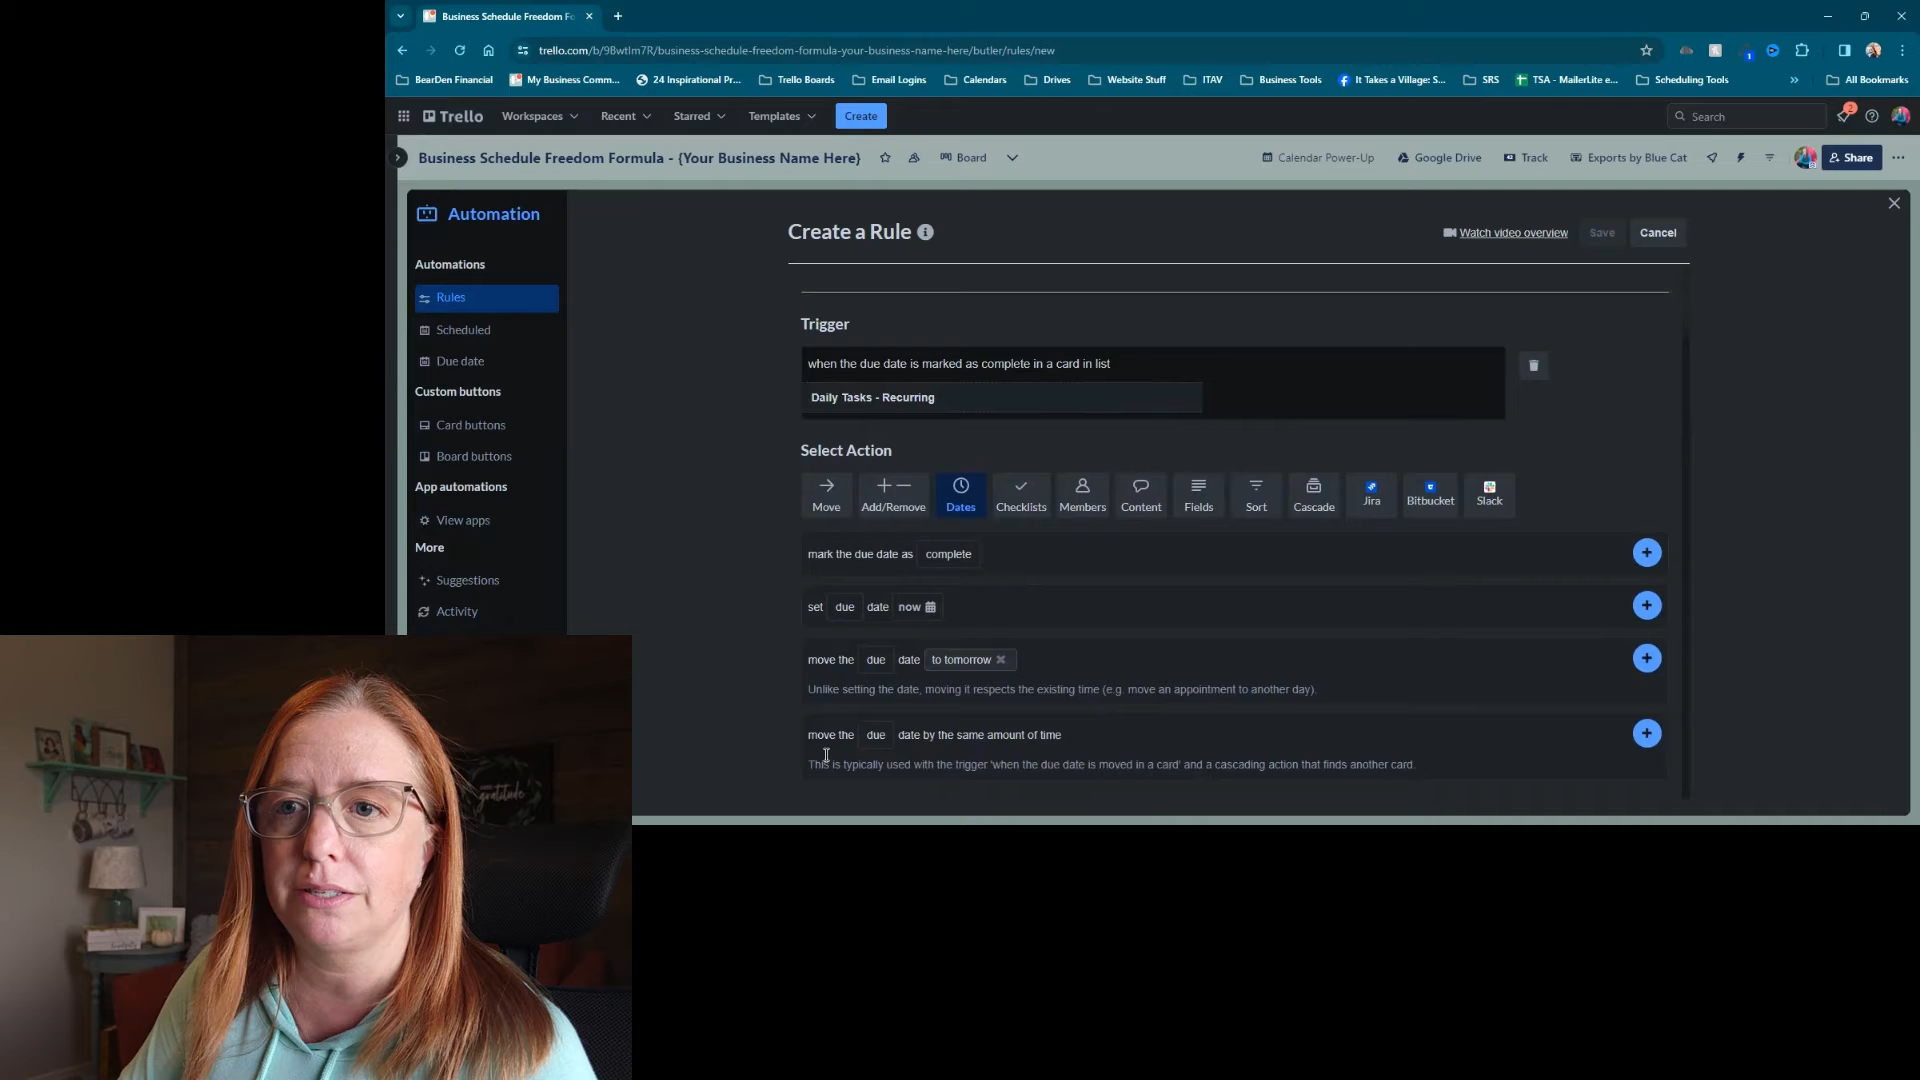 Business Schedule Freedom Fo
trello.com/b/9BwtIm7R/business-schedule-freedom-formula-your-business-name-here/butler/rules/new
BearDen Financial
My Business Comm...
24 Inspirational Pr...
Trello Boards
Email Logins
Calendars
Drives
Website Stuff
ITAV
Business Tools
It Takes a Village: S...
SRS
TSA - MailerLite e...
Scheduling Tools
All Bookmarks
Trello
Workspaces
Recent
Starred
Templates
Create
Search
2
Business Schedule Freedom Formula - {Your Business Name Here}
Board
Calendar Power-Up
Google Drive
Track
Exports by Blue Cat
Share
Automation
Automations
Rules
Scheduled
Due date
Custom buttons
Card buttons
Board buttons
App automations
View apps
More
Suggestions
Activity
Create a Rule
Watch video overview
Save
Cancel
Trigger
when the due date is marked as complete in a card in list
Daily Tasks - Recurring
Select Action
Move
Add/Remove
Dates
Checklists
Members
Content
Fields
Sort
Cascade
Jira
Bitbucket
Slack
mark the due date as complete
set due date now
move the due date to tomorrow
Unlike setting the date, moving it respects the existing time (e.g. move an appointment to another day).
move the due date by the same amount of time
This is typically used with the trigger 'when the due date is moved in a card' and a cascading action that finds another card.
gratitude